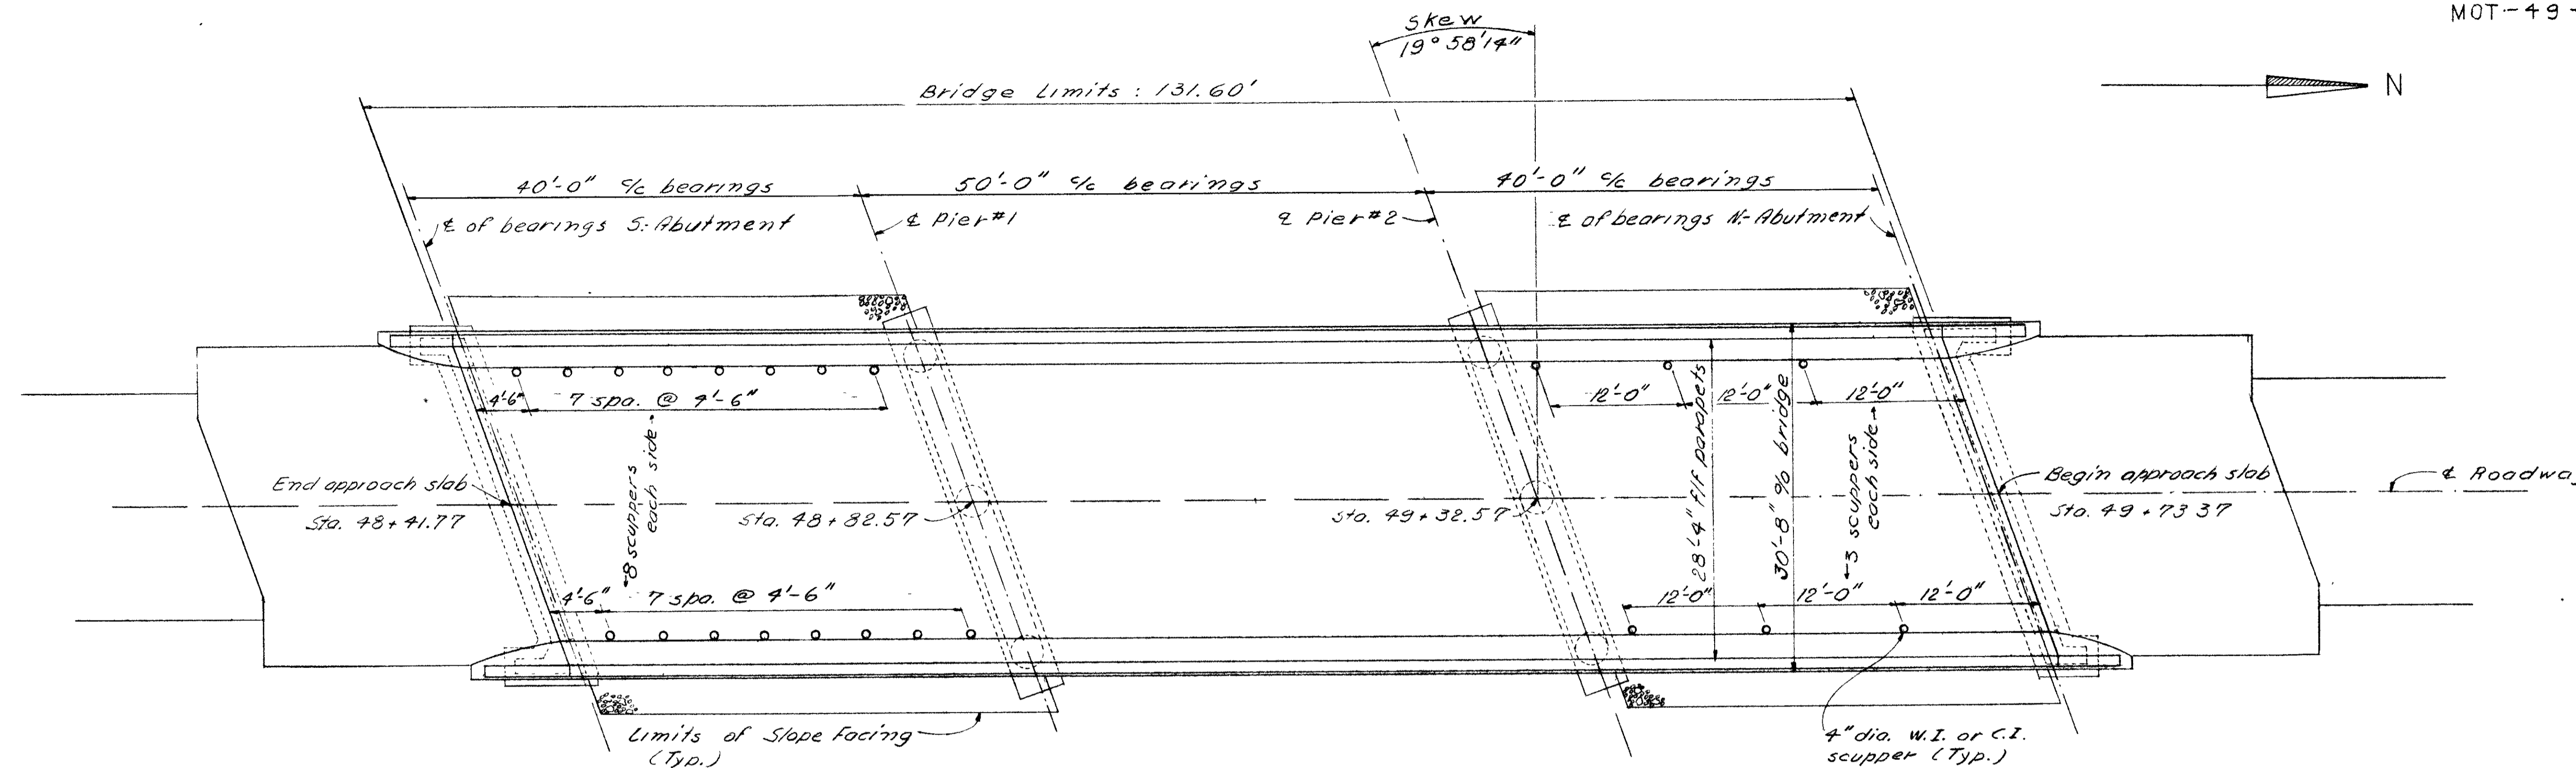 MOT-49-
Skew
19° 58' 14"
N
Bridge Limits : 131.60'
40'-0" c/c bearings
50'-0" c/c bearings
40'-0" c/c bearings
℄ of bearings S. Abutment
℄ Pier #1
℄ Pier #2
℄ of bearings N. Abutment
4'-6"
7 spa. @ 4'-6"
12'-0"
12'-0"
12'-0"
8 scuppers
each side
28'-4" f/f parapets
30'-8" o/o bridge
3 scuppers
each side
End approach slab
Sta. 48 + 41.77
Sta. 48 + 82.57
Sta. 49 + 32.57
Begin approach slab
Sta. 49 + 73 37
℄ Roadwa
4'-6"
7 spa. @ 4'-6"
12'-0"
12'-0"
12'-0"
Limits of Slope Facing
(Typ.)
4" dia. W.I. or C.I.
scupper (Typ.)